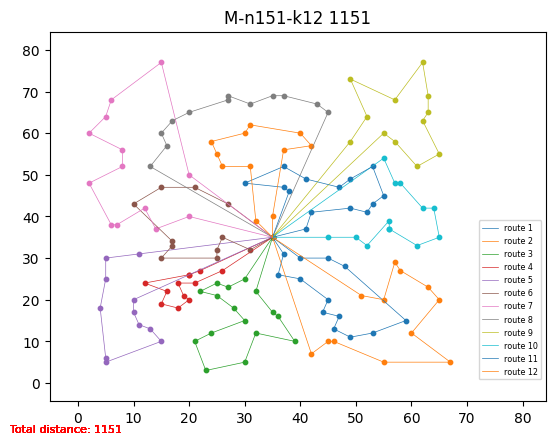 M-n151-k12 1151
80
70
60
50
40
30
20
10
0
route 1
route 2
route 3
route 4
route 5
route 6
route 7
route 8
route 9
route 10
route 11
route 12
0 10 20 30 40 50 60 70 80
Total distance: 1151